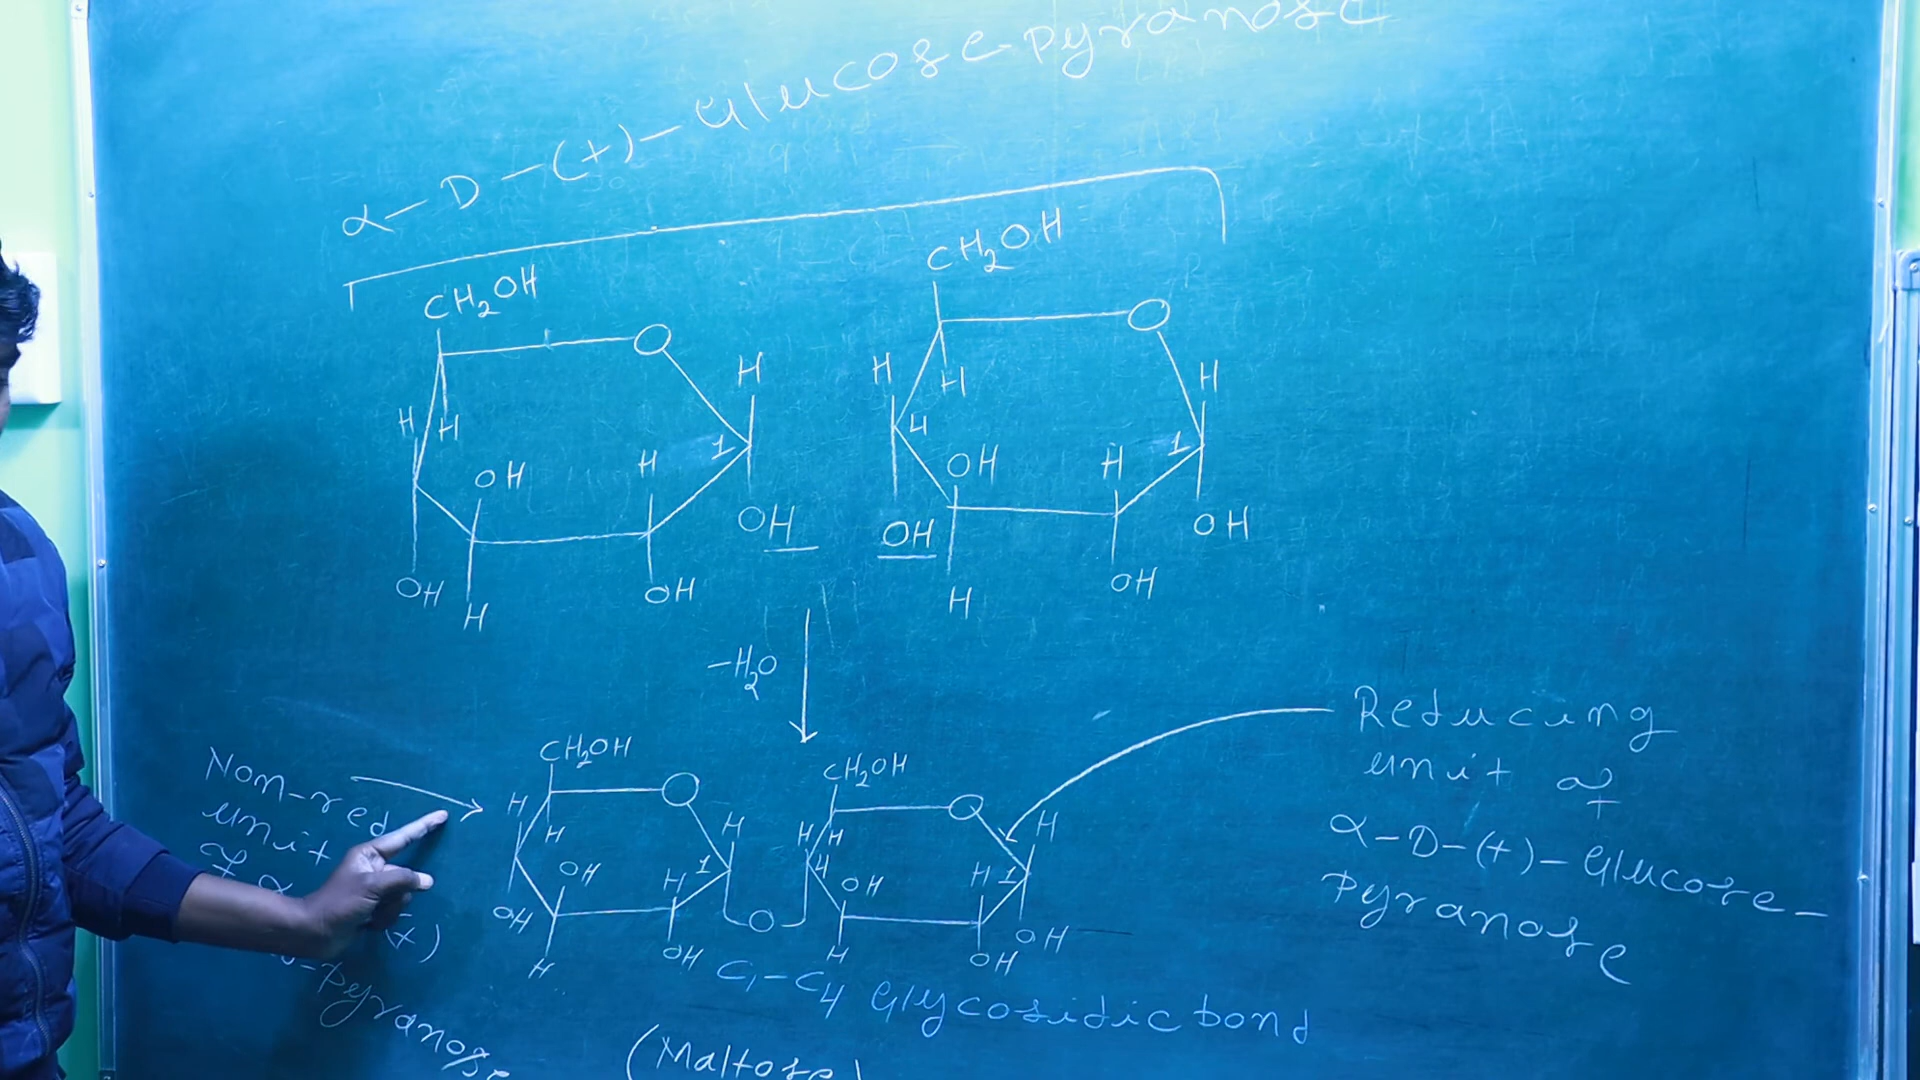 α-D-(+)-Glucose-pyranose
CH2OH
CH2OH
O
O
H
H
H
H
H
H
4
1
1
OH
H
OH
H
OH
OH
OH
OH
OH
OH
H
H
-H2O
Non-red
unit
α
(+)
-Pyranose
CH2OH
O
H
H
H
OH
H
1
OH
H
OH
O
CH2OH
O
H
H
H
4
OH
H
1
H
OH
OH
Reducing
unit of
α-D-(+)-Glucose-
Pyranose
C1-C4 Glycosidic bond
(Maltose)